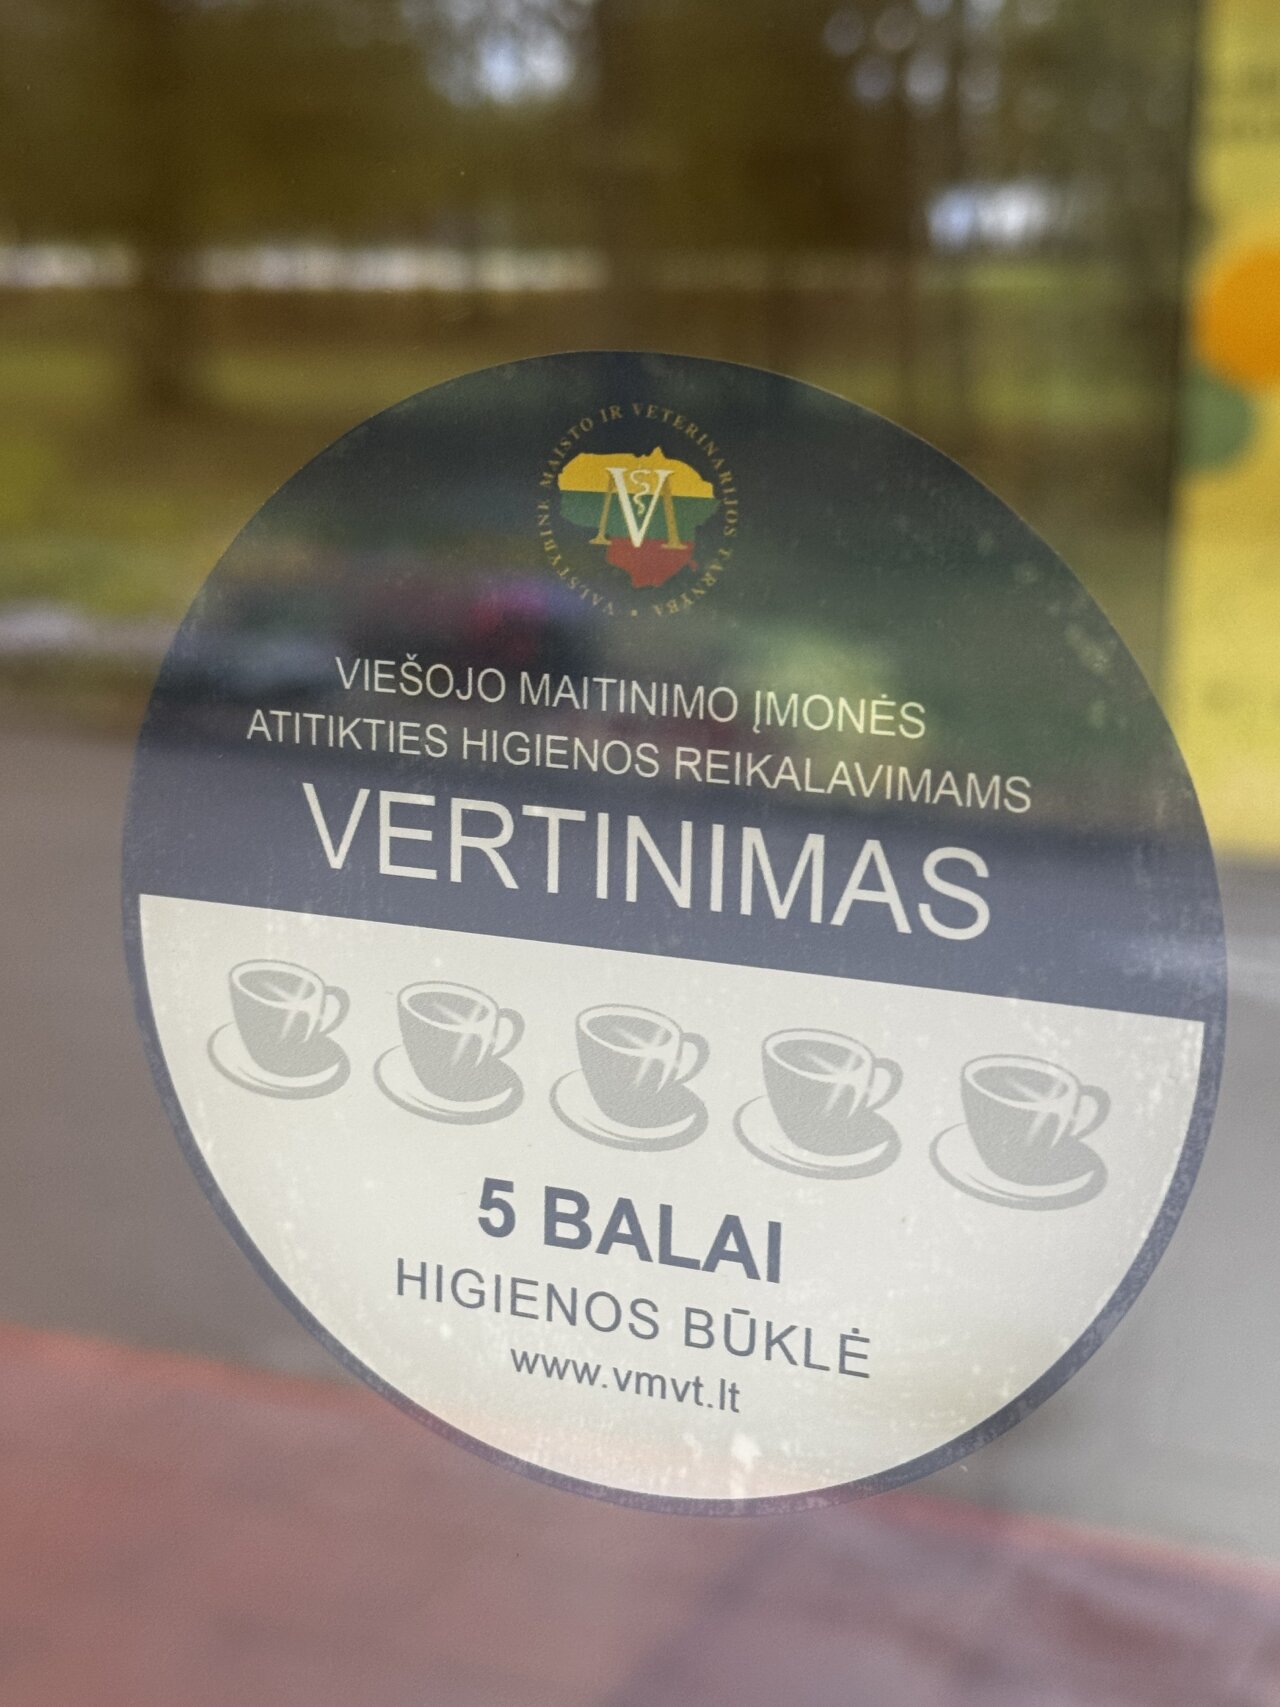 VALSTYBINĖ MAISTO IR VETERINARIJOS TARNYBA
VIEŠOJO MAITINIMO ĮMONĖS
ATITIKTIES HIGIENOS REIKALAVIMAMS
VERTINIMAS
5 BALAI
HIGIENOS BŪKLĖ
www.vmvt.lt